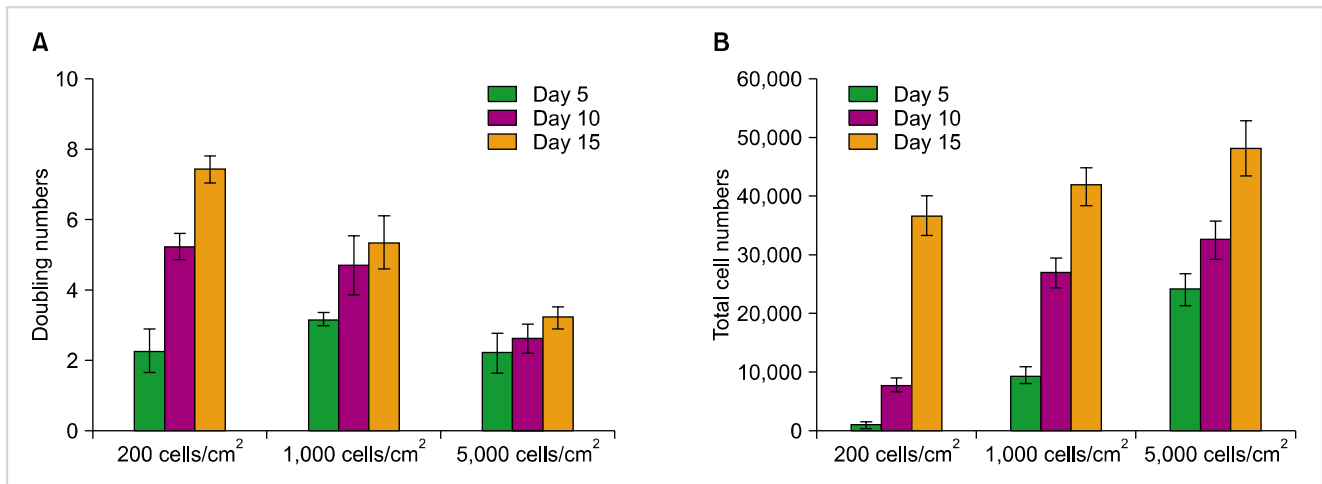 A
Doubling numbers
10
8
6
4
2
0
Day 5
Day 10
Day 15
200 cells/cm²
1,000 cells/cm²
5,000 cells/cm²
B
Total cell numbers
60,000
50,000
40,000
30,000
20,000
10,000
0
Day 5
Day 10
Day 15
200 cells/cm²
1,000 cells/cm²
5,000 cells/cm²